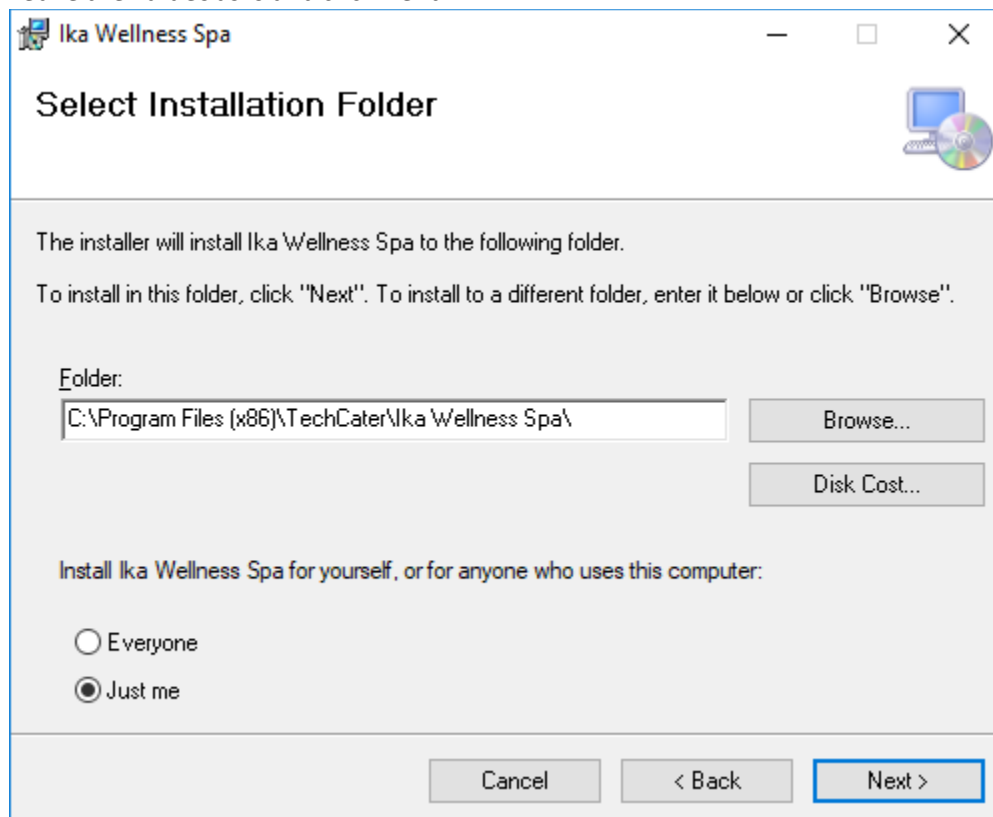 Ika Wellness Spa
Select Installation Folder
The installer will install Ika Wellness Spa to the following folder.
To install in this folder, click "Next". To install to a different folder, enter it below or click "Browse".
Folder:
C:\Program Files (x86)\TechCater\Ika Wellness Spa\
Browse...
Disk Cost...
Install Ika Wellness Spa for yourself, or for anyone who uses this computer:
Everyone
Just me
Cancel
< Back
Next >